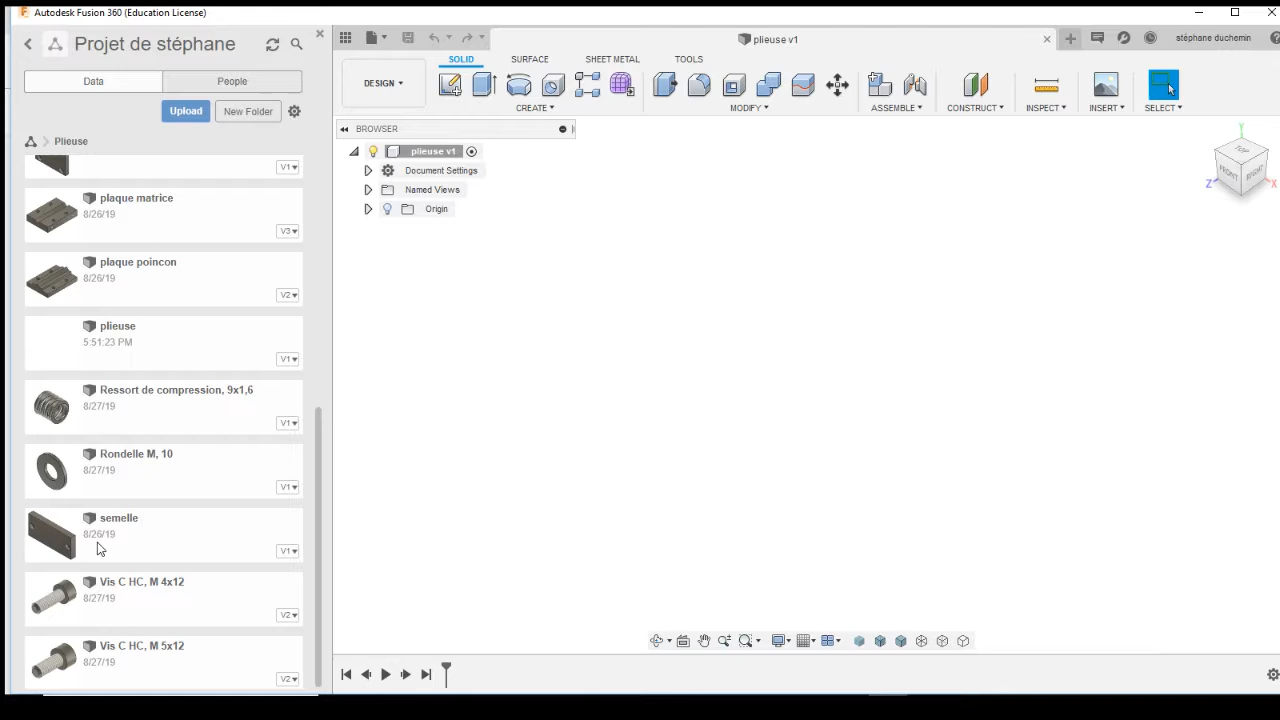 Autodesk Fusion 360 (Education License)
Projet de stéphane
Data
People
Upload
New Folder
Plieuse
V1
plaque matrice
8/26/19
V3
plaque poincon
8/26/19
V2
plieuse
5:51:23 PM
V1
Ressort de compression, 9x1,6
8/27/19
V1
Rondelle M, 10
8/27/19
V1
semelle
8/26/19
V1
Vis C HC, M 4x12
8/27/19
V2
Vis C HC, M 5x12
8/27/19
V2
plieuse v1
stéphane duchemin
SOLID
SURFACE
SHEET METAL
TOOLS
DESIGN
CREATE
MODIFY
ASSEMBLE
CONSTRUCT
INSPECT
INSERT
SELECT
BROWSER
plieuse v1
Document Settings
Named Views
Origin
Y
TOP
FRONT
RIGHT
Z
X